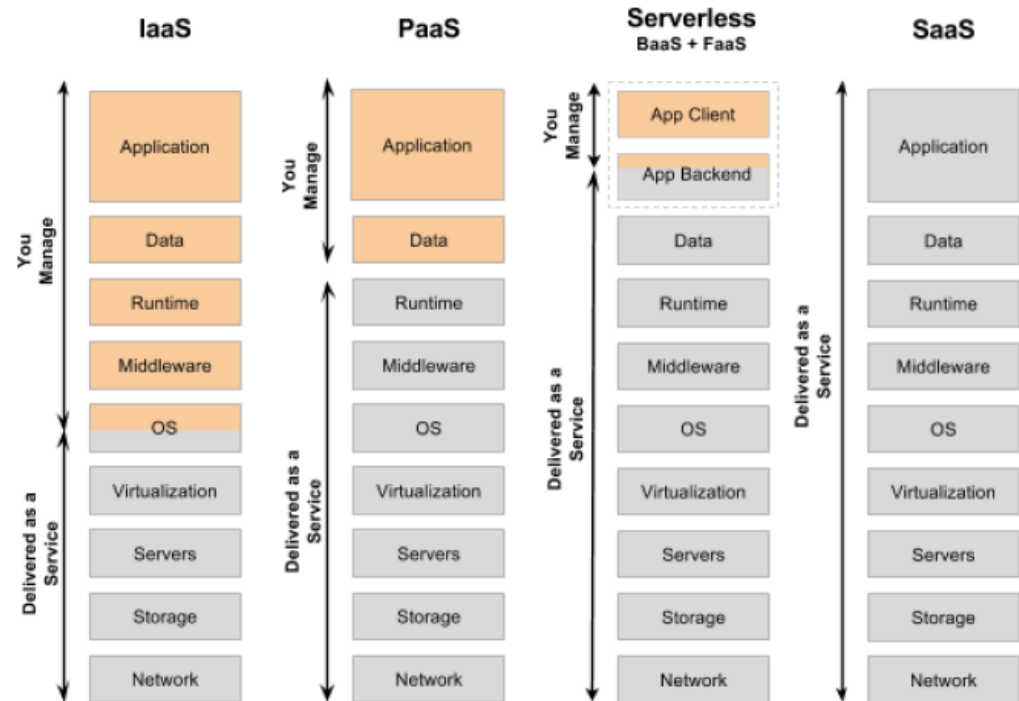 IaaS
You
Manage
Delivered as a
Service
Application
Data
Runtime
Middleware
OS
Virtualization
Servers
Storage
Network
PaaS
You
Manage
Delivered as a
Service
Application
Data
Runtime
Middleware
OS
Virtualization
Servers
Storage
Network
Serverless
BaaS + FaaS
You
Manage
Delivered as a
Service
App Client
App Backend
Data
Runtime
Middleware
OS
Virtualization
Servers
Storage
Network
SaaS
Delivered as a
Service
Application
Data
Runtime
Middleware
OS
Virtualization
Servers
Storage
Network